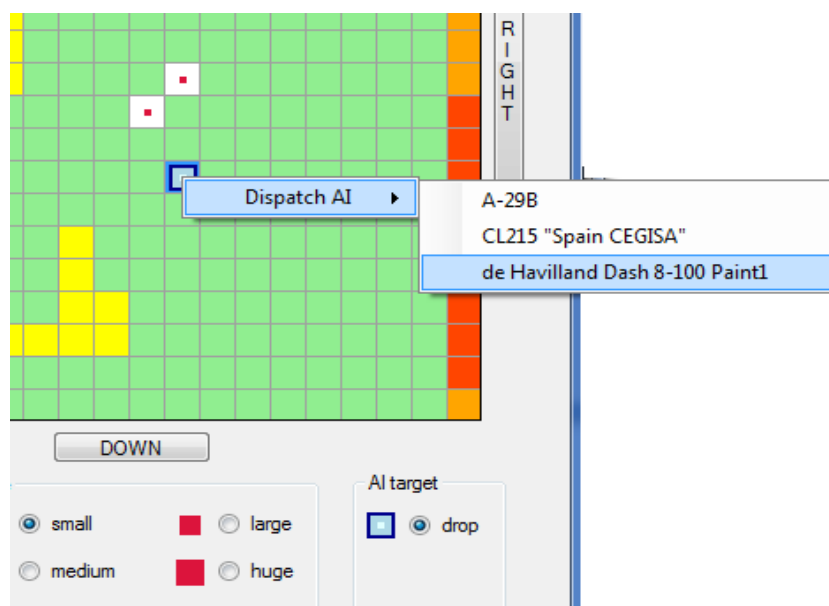 RIGHT
Dispatch AI
A-29B
CL215 "Spain CEGISA"
de Havilland Dash 8-100 Paint1
DOWN
AI target
small
large
drop
medium
huge